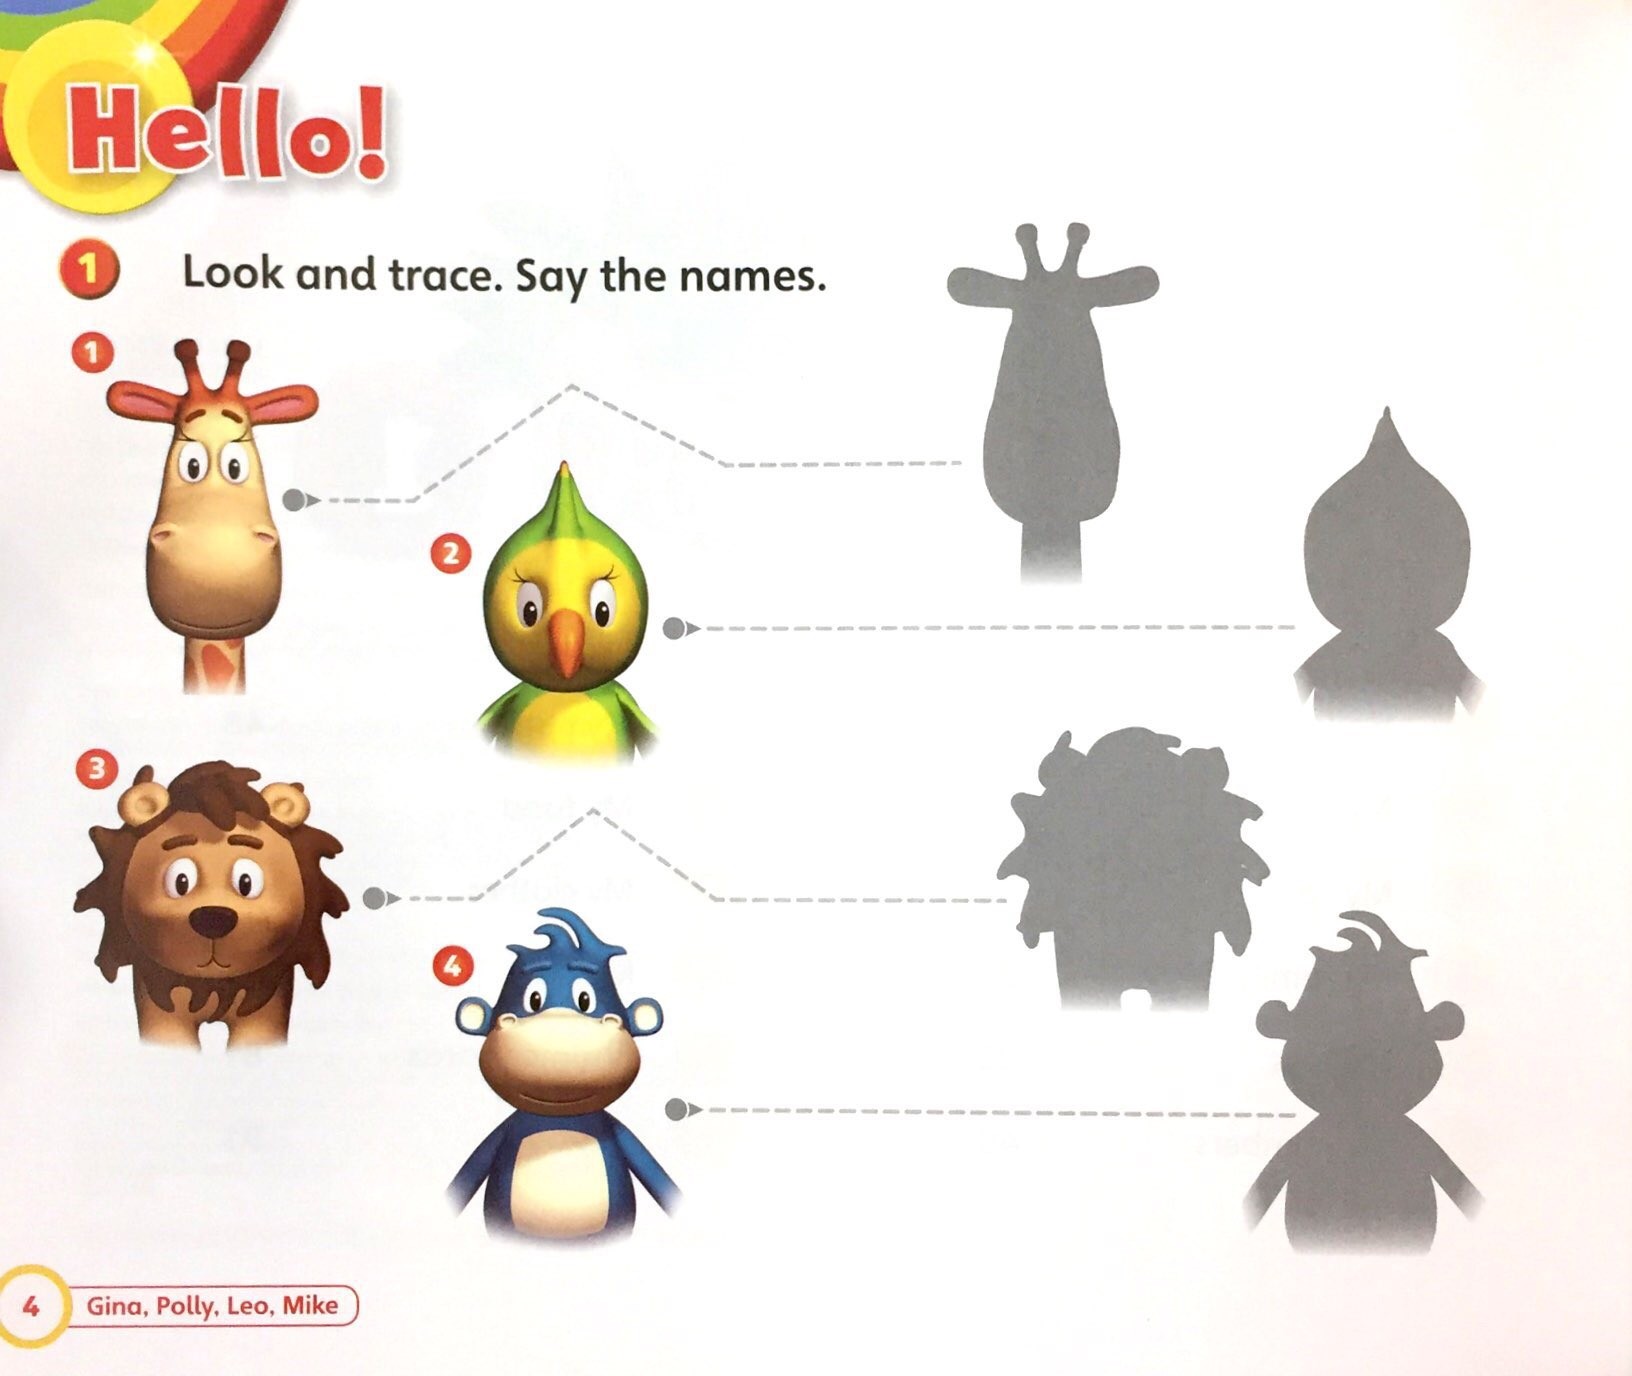 Hello!
1 Look and trace. Say the names.
1
2
3
4
4 Gina, Polly, Leo, Mike